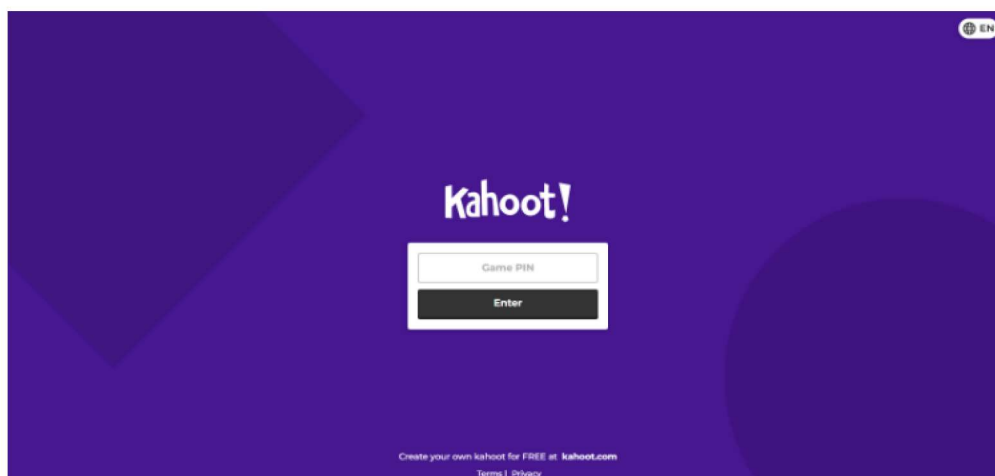 EN
Kahoot!
Game PIN
Enter
Create your own kahoot for FREE at kahoot.com
Terms | Privacy